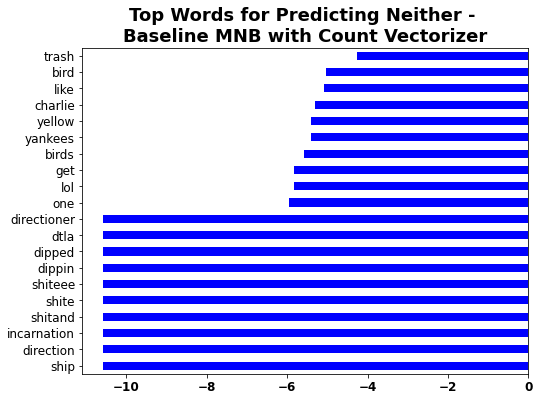 Top Words for Predicting Neither -
Baseline MNB with Count Vectorizer
trash
bird
like
charlie
yellow
yankees
birds
get
lol
one
directioner
dtla
dipped
dippin
shiteee
shite
shitand
incarnation
direction
ship
−10 −8 −6 −4 −2 0